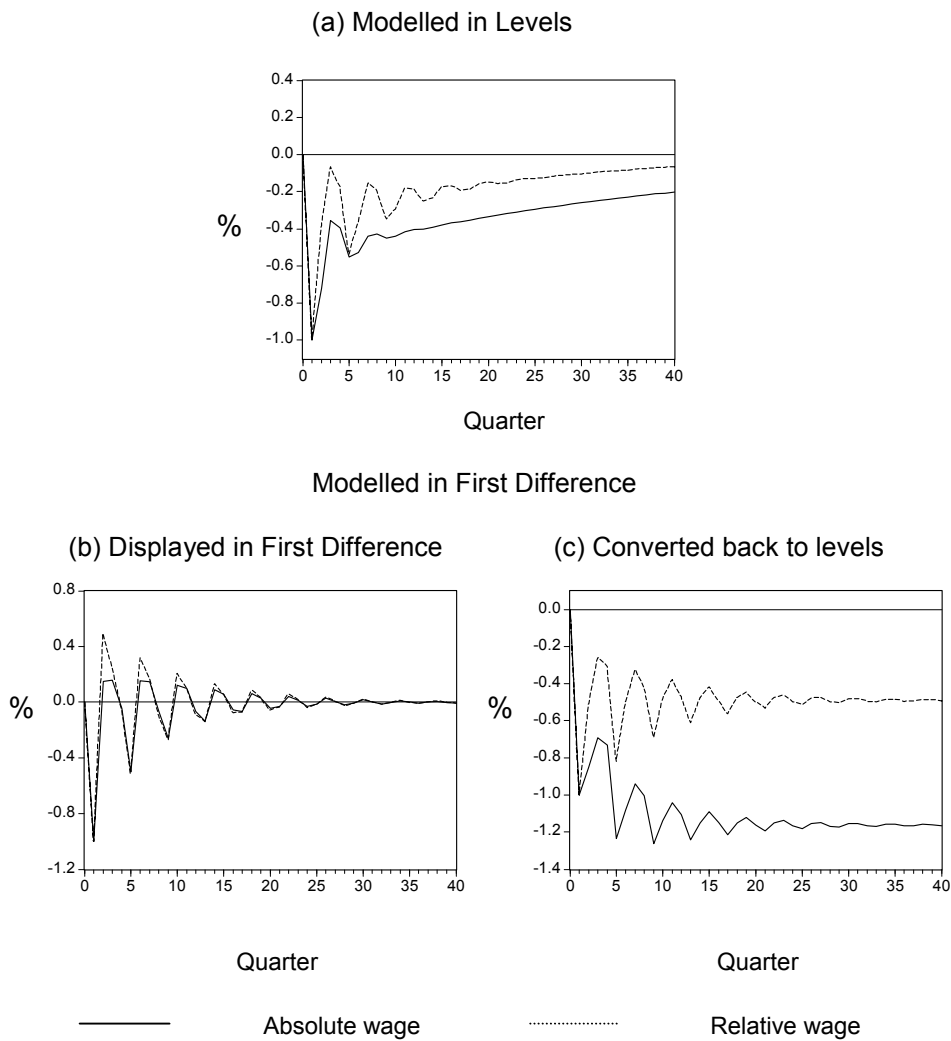 (a) Modelled in Levels
0.4
0.2
0.0
-0.2
-0.4
-0.6
-0.8
-1.0
%
0 5 10 15 20 25 30 35 40
Quarter
Modelled in First Difference
(b) Displayed in First Difference
0.8
0.4
0.0
-0.4
-0.8
-1.2
%
0 5 10 15 20 25 30 35 40
Quarter
(c) Converted back to levels
0.0
-0.2
-0.4
-0.6
-0.8
-1.0
-1.2
-1.4
%
0 5 10 15 20 25 30 35 40
Quarter
Absolute wage
Relative wage